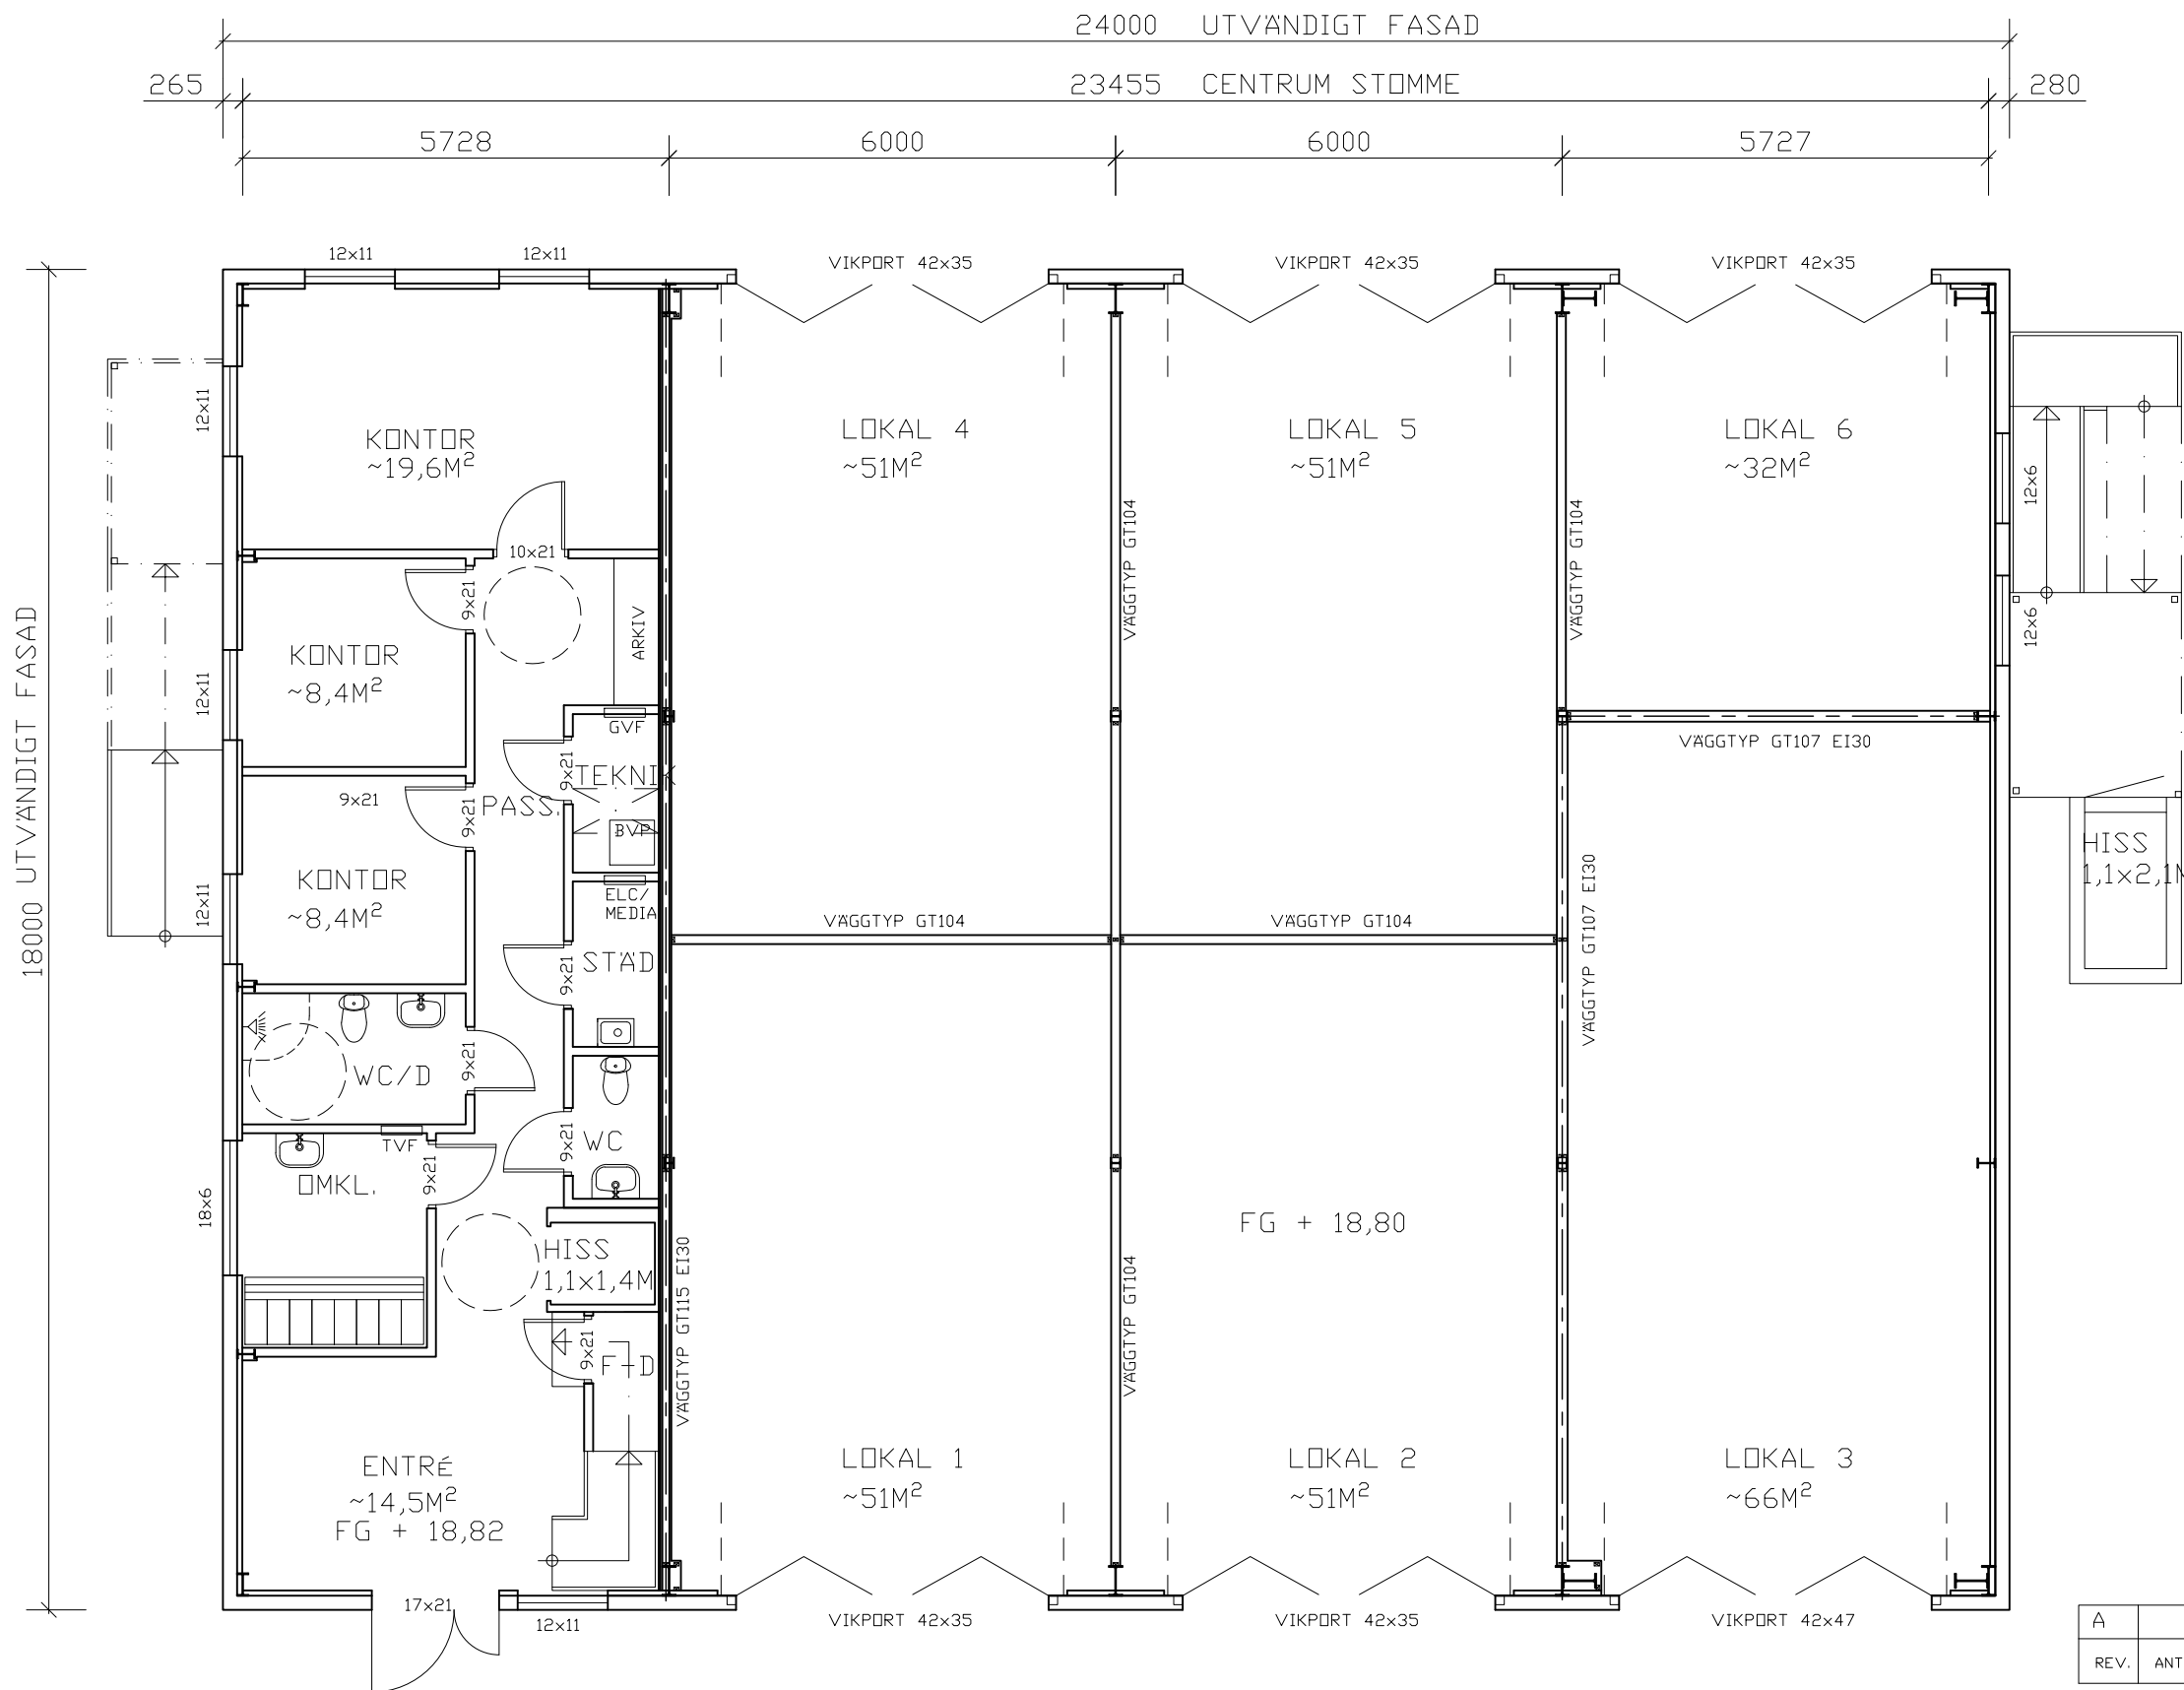 24000 UTVÄNDIGT FASAD
265
23455 CENTRUM STOMME
280
5728
6000
6000
5727
12x11
12x11
VIKPORT 42x35
VIKPORT 42x35
VIKPORT 42x35
18000 UTVÄNDIGT FASAD
12x11
KONTOR
~19,6M²
LOKAL 4
~51M²
LOKAL 5
~51M²
LOKAL 6
~32M²
12x6
VÄGGTYP GT104
VÄGGTYP GT104
10x21
9x21
ARKIV
12x6
KONTOR
~8,4M²
12x11
GVF
VÄGGTYP GT107 EI30
9x21
TEKNIK
9x21
9x21
PASS.
BVP
HISS
KONTOR
~8,4M²
12x11
ELC/
MEDIA
VÄGGTYP GT104
VÄGGTYP GT104
VÄGGTYP GT107 EI30
9x21
STÄD
WC/D
9x21
TVF
9x21
WC
OMKL.
9x21
18x6
FG + 18,80
HISS
1,1x1,4M
VÄGGTYP GT115 EI30
VÄGGTYP GT104
9x21
F+D
ENTRÉ
~14,5M²
FG + 18,82
LOKAL 1
~51M²
LOKAL 2
~51M²
LOKAL 3
~66M²
17x21
12x11
VIKPORT 42x35
VIKPORT 42x35
VIKPORT 42x47
A
REV. ANT